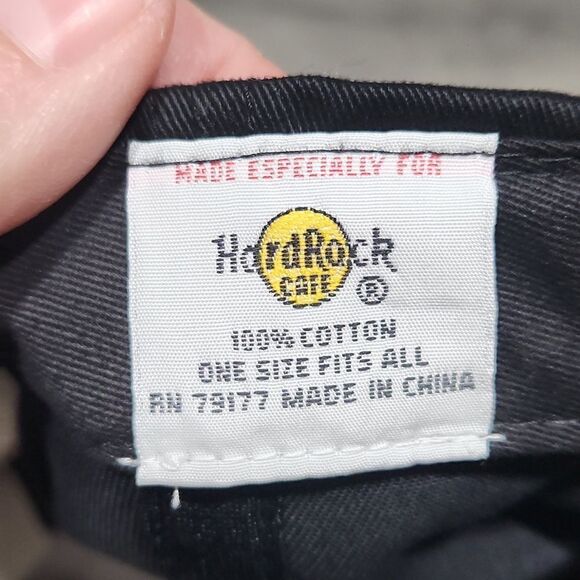 MADE ESPECIALLY FOR
HardRock
CAFE ®
100% COTTON
ONE SIZE FITS ALL
RN 79177 MADE IN CHINA